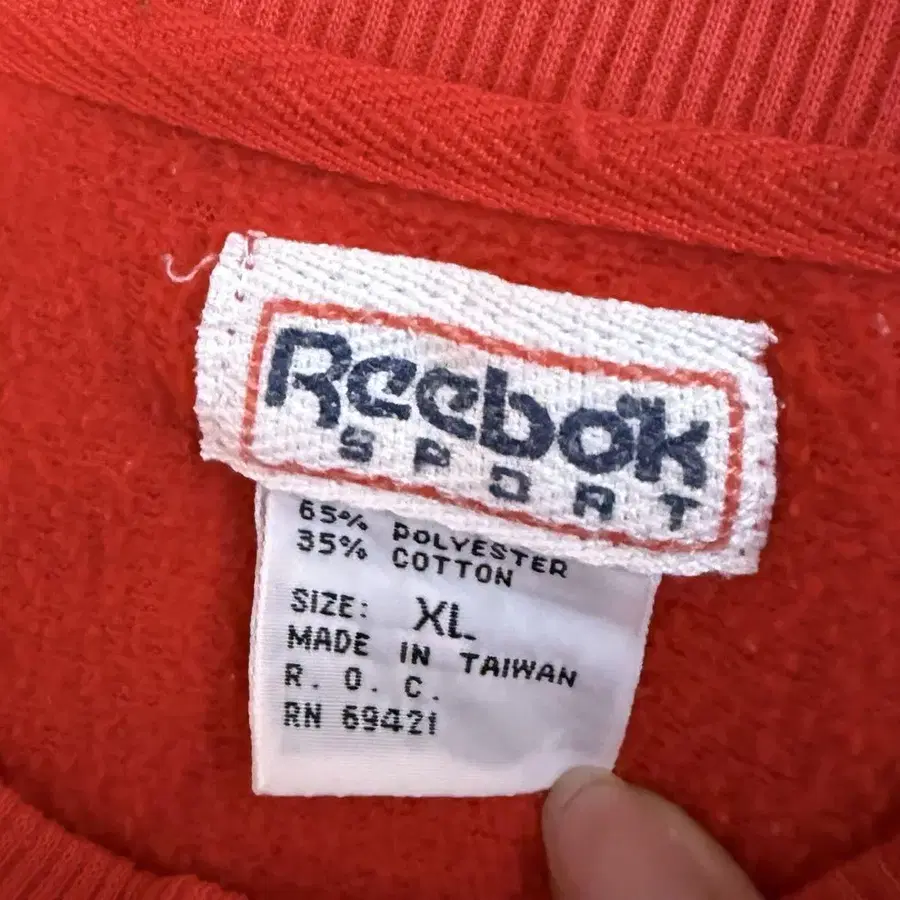 Reebok
SPORT
65% POLYESTER
35% COTTON
SIZE: XL
MADE IN TAIWAN
R. O. C.
RN 69421